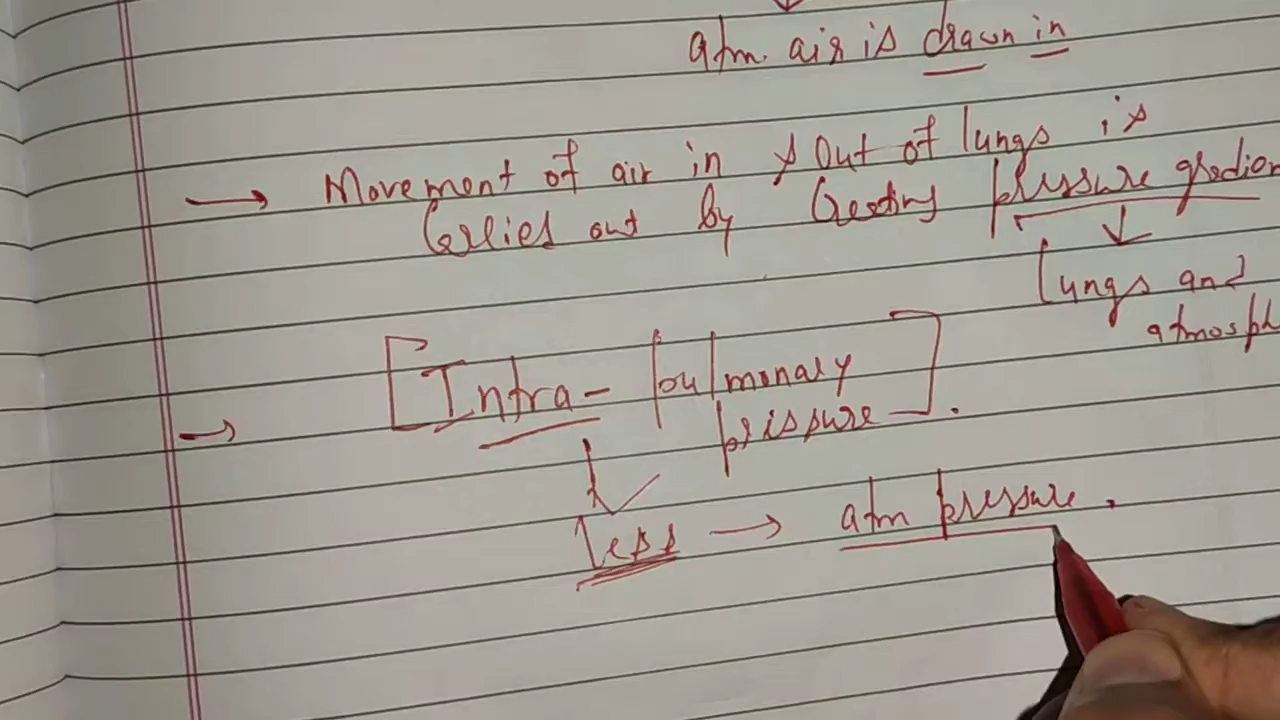 atm. air is drawn in
→ Movement of air in & Out of lungs is
Carries out by Creating pressure gradien
↓
lungs and
atmosph
→ [Intra- pulmonary
pressure].
↓
less → atm pressure.